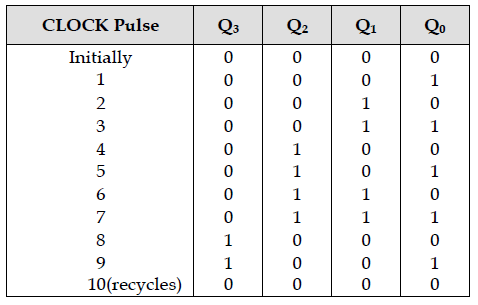 CLOCK Pulse Q3 Q2 Q1 Q0
Initially 0 0 0 0
1 0 0 0 1
2 0 0 1 0
3 0 0 1 1
4 0 1 0 0
5 0 1 0 1
6 0 1 1 0
7 0 1 1 1
8 1 0 0 0
9 1 0 0 1
10(recycles) 0 0 0 0